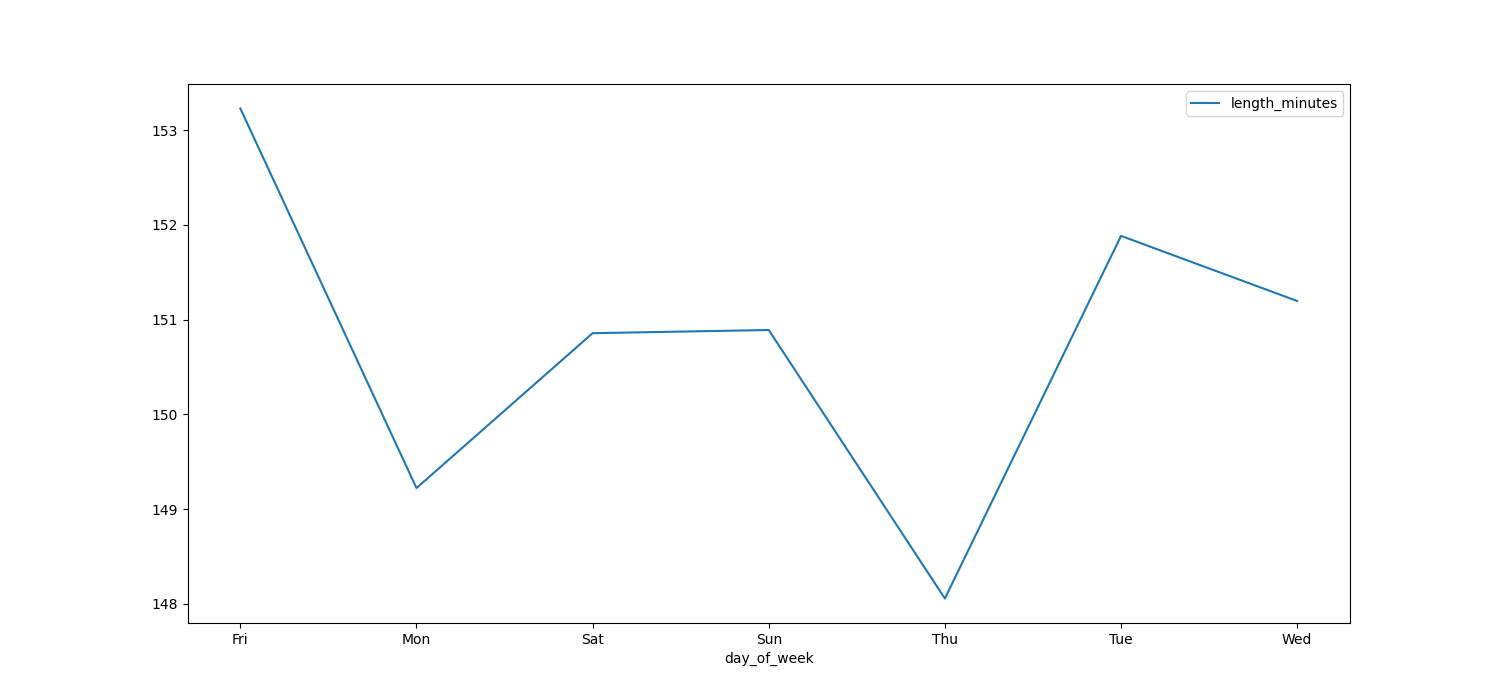 length_minutes
153
152
151
150
149
148
Fri Mon Sat Sun Thu Tue Wed
day_of_week